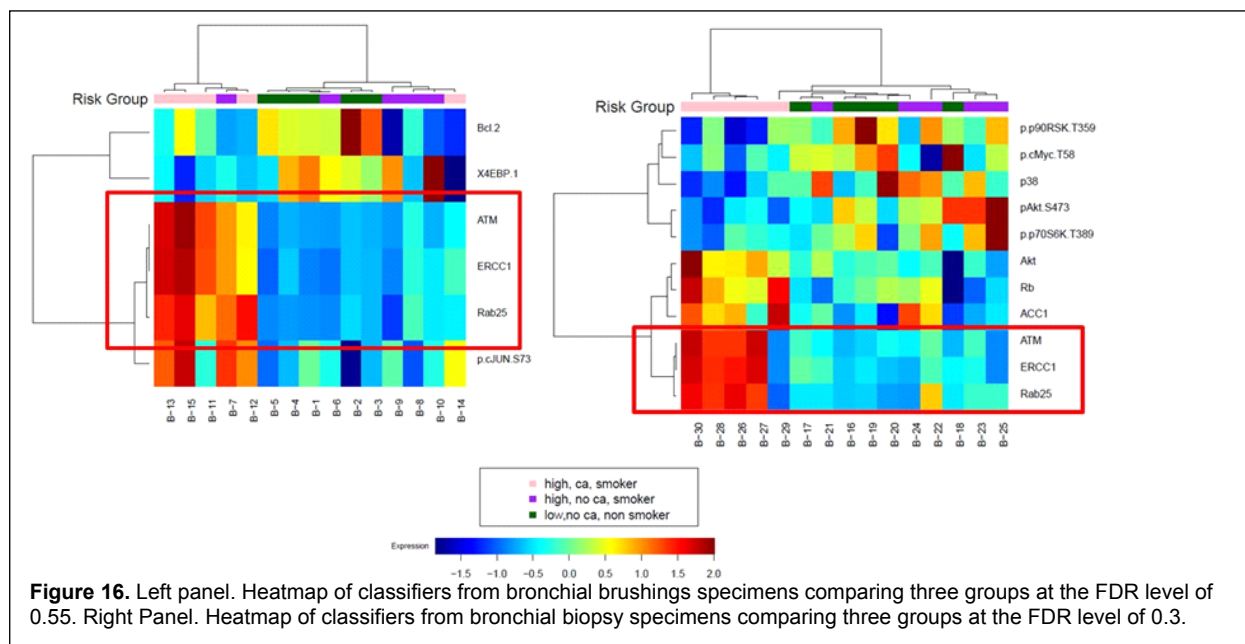 Risk Group
Bcl.2
X4EBP.1
ATM
ERCC1
Rab25
p.cJUN.S73
B-13 B-15 B-11 B-7 B-12 B-5 B-4 B-1 B-6 B-2 B-3 B-9 B-8 B-10 B-14
Risk Group
p.p90RSK.T359
p.cMyc.T58
p38
pAkt.S473
p.p70S6K.T389
Akt
Rb
ACC1
ATM
ERCC1
Rab25
B-30 B-28 B-26 B-27 B-29 B-17 B-21 B-16 B-19 B-20 B-24 B-22 B-18 B-23 B-25
high, ca, smoker
high, no ca, smoker
low,no ca, non smoker
Expression
-1.5 -1.0 -0.5 0.0 0.5 1.0 1.5 2.0
Figure 16. Left panel. Heatmap of classifiers from bronchial brushings specimens comparing three groups at the FDR level of
0.55. Right Panel. Heatmap of classifiers from bronchial biopsy specimens comparing three groups at the FDR level of 0.3.